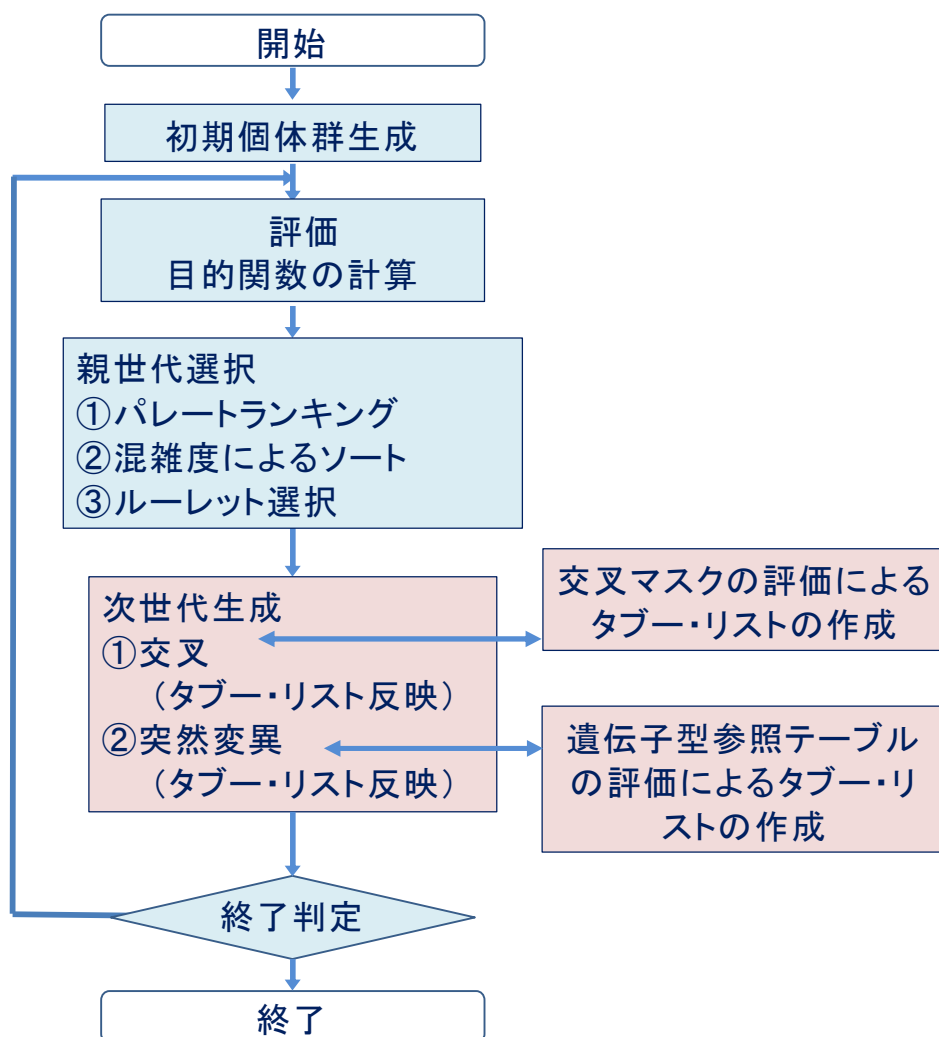 開始
初期個体群生成
評価
目的関数の計算
親世代選択
①パレートランキング
②混雑度によるソート
③ルーレット選択
次世代生成
①交叉
（タブー・リスト反映）
②突然変異
（タブー・リスト反映）
交叉マスクの評価による
タブー・リストの作成
遺伝子型参照テーブル
の評価によるタブー・リ
ストの作成
終了判定
終了